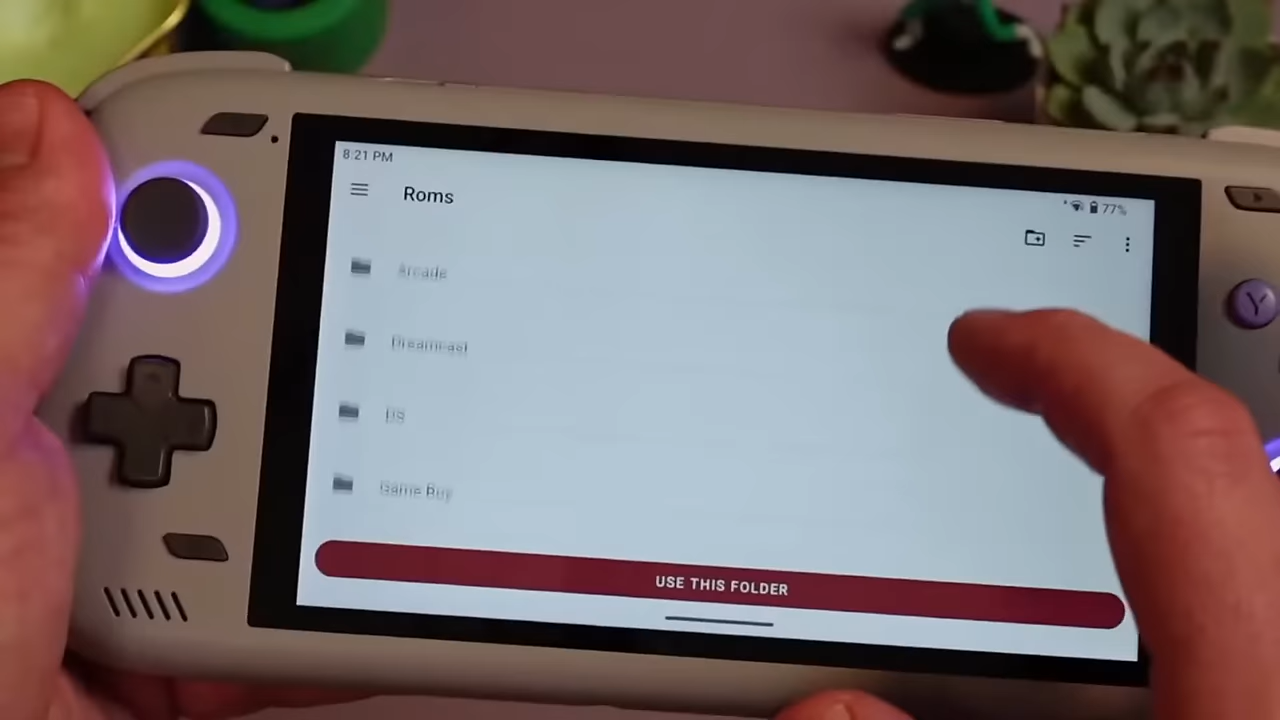 8:21 PM
77%
Roms
Arcade
Dreamcast
DS
Game Boy
USE THIS FOLDER
Y